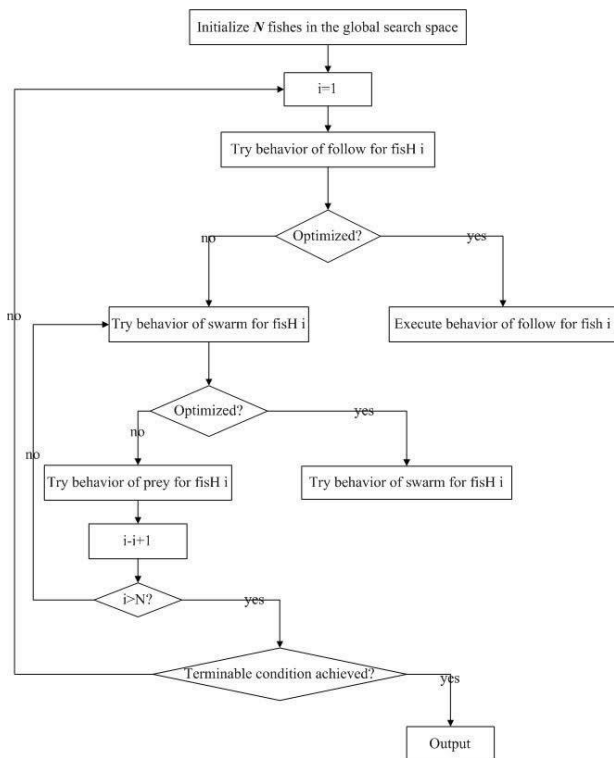 Initialize N fishes in the global search space
i=1
Try behavior of follow for fisH i
Optimized?
no
yes
no
Try behavior of swarm for fisH i
Execute behavior of follow for fish i
Optimized?
yes
no
no
Try behavior of prey for fisH i
Try behavior of swarm for fisH i
i-i+1
i>N?
yes
Terminable condition achieved?
yes
Output